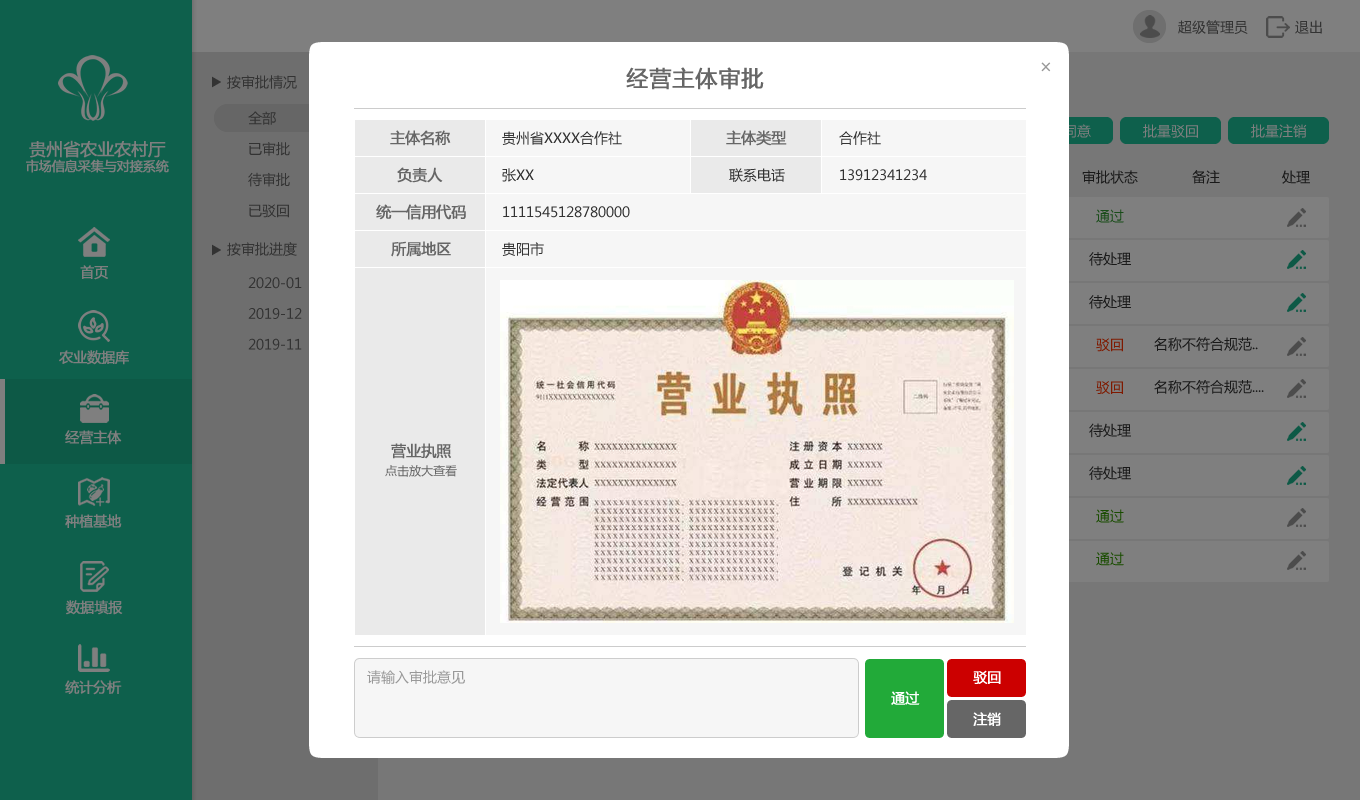 超级管理员
退出
贵州省农业农村厅
市场信息采集与对接系统
首页
农业数据库
经营主体
种植基地
数据填报
统计分析
▶ 按审批情况
全部
已审批
待审批
已驳回
▶ 按审批进度
2020-01
2019-12
2019-11
同意
批量驳回
批量注销
审批状态 备注 处理
通过
待处理
待处理
驳回 名称不符合规范..
驳回 名称不符合规范....
待处理
待处理
通过
通过
经营主体审批
×
主体名称 贵州省XXXX合作社 主体类型 合作社
负责人 张XX 联系电话 13912341234
统一信用代码 1111545128780000
所属地区 贵阳市
营业执照
点击放大查看
统一社会信用代码
9111XXXXXXXXXXXXXX
营业执照
二维码
名称 XXXXXXXXXXXXXX
类型 XXXXXXXXXXXXXX
法定代表人 XXXXXXXXXXXXXX
经营范围
注册资本 XXXXXX
成立日期 XXXXXX
营业期限 XXXXXX
住所 XXXXXXXXXXXX
登记机关
年 月 日
请输入审批意见
通过
驳回
注销